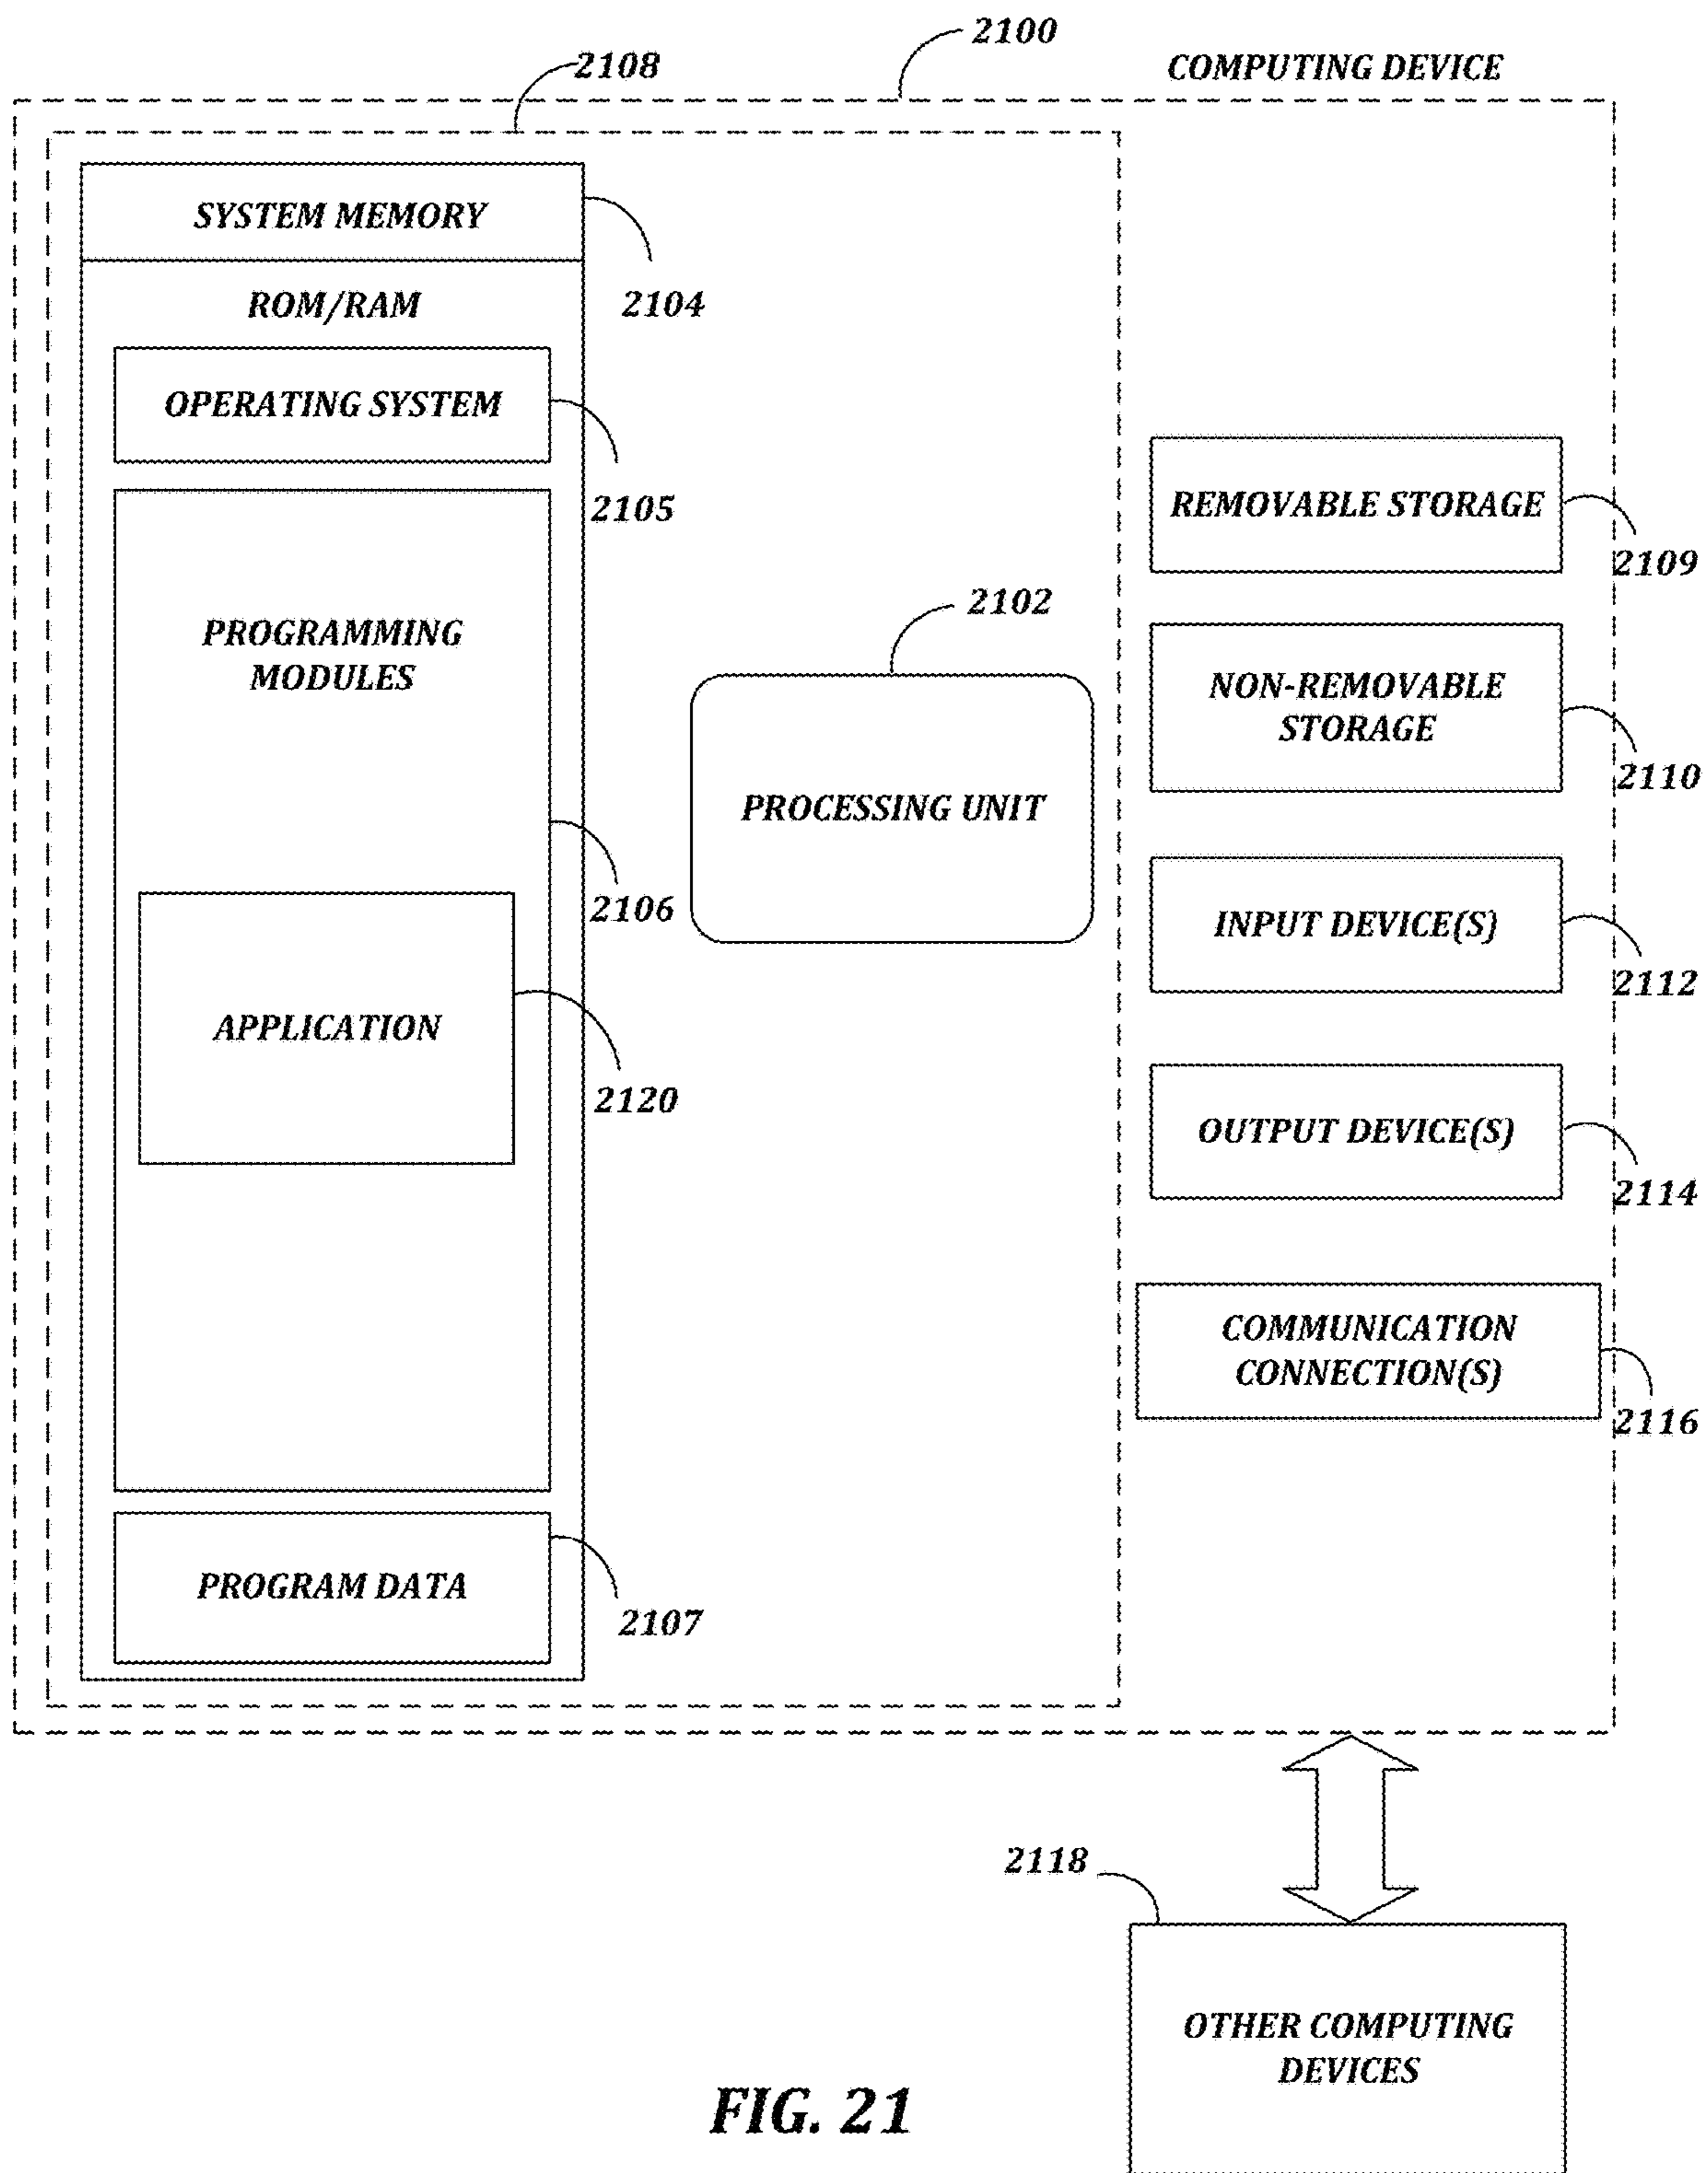 2100
COMPUTING DEVICE
2108
SYSTEM MEMORY
2104
ROM/RAM
OPERATING SYSTEM
2105
PROGRAMMING
MODULES
2106
APPLICATION
2120
PROGRAM DATA
2107
2102
PROCESSING UNIT
REMOVABLE STORAGE
2109
NON-REMOVABLE
STORAGE
2110
INPUT DEVICE(S)
2112
OUTPUT DEVICE(S)
2114
COMMUNICATION
CONNECTION(S)
2116
2118
OTHER COMPUTING
DEVICES
FIG. 21